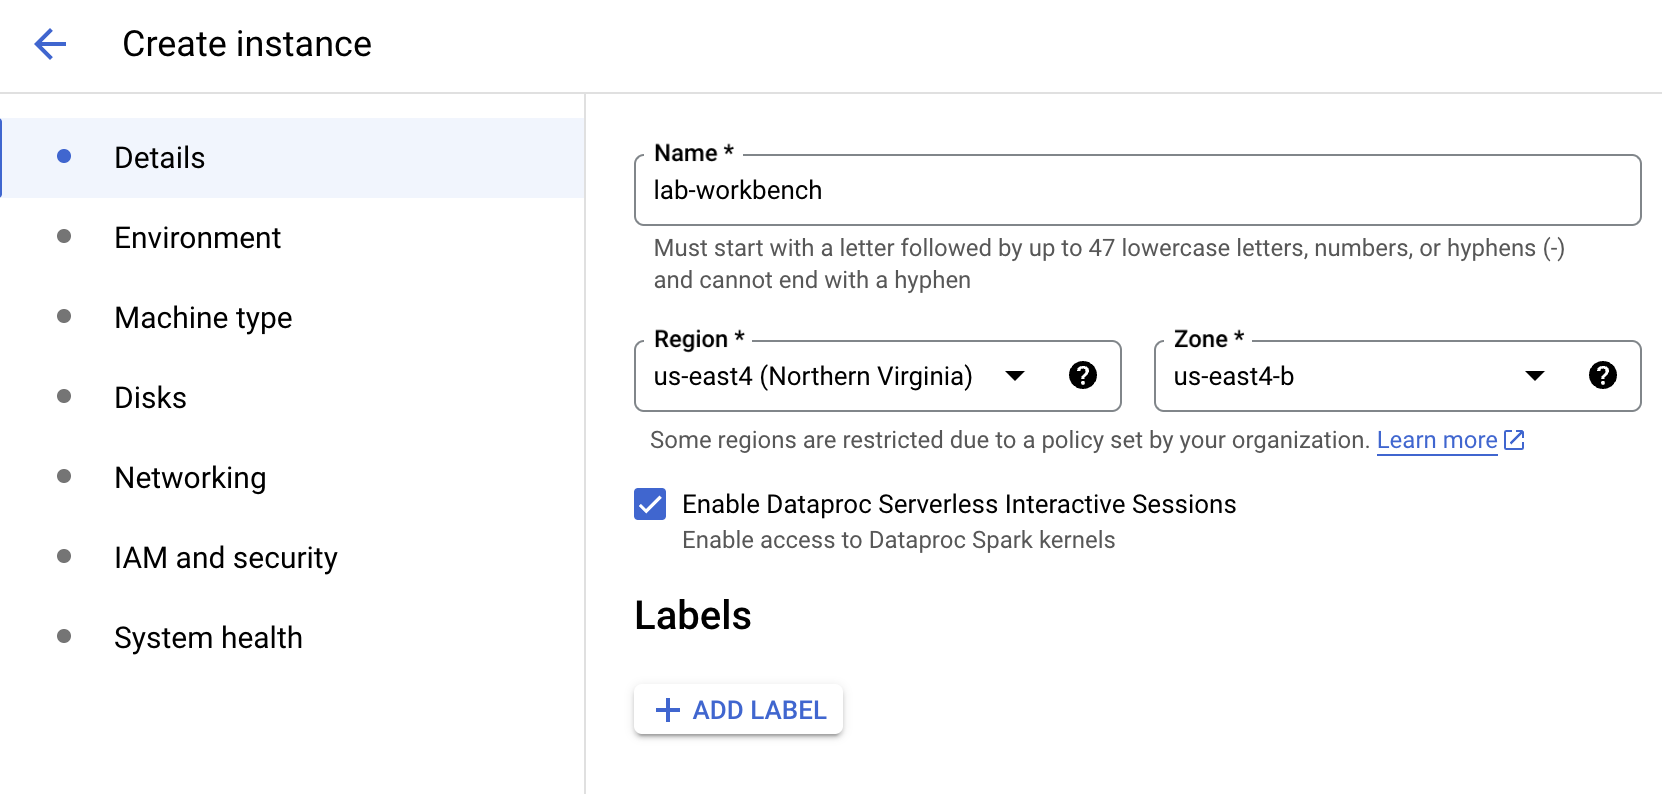 Create instance
Details
Environment
Machine type
Disks
Networking
IAM and security
System health
Name *
lab-workbench
Must start with a letter followed by up to 47 lowercase letters, numbers, or hyphens (-)
and cannot end with a hyphen
Region *
us-east4 (Northern Virginia)
Zone *
us-east4-b
Some regions are restricted due to a policy set by your organization. Learn more
Enable Dataproc Serverless Interactive Sessions
Enable access to Dataproc Spark kernels
Labels
+ ADD LABEL